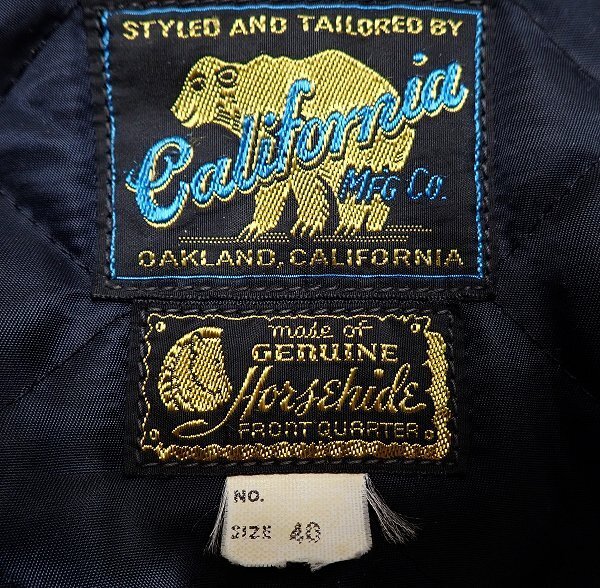 STYLED AND TAILORED BY
California
MFG CO.
OAKLAND, CALIFORNIA
made of
GENUINE
Horsehide
FRONT QUARTER
NO.
SIZE 40